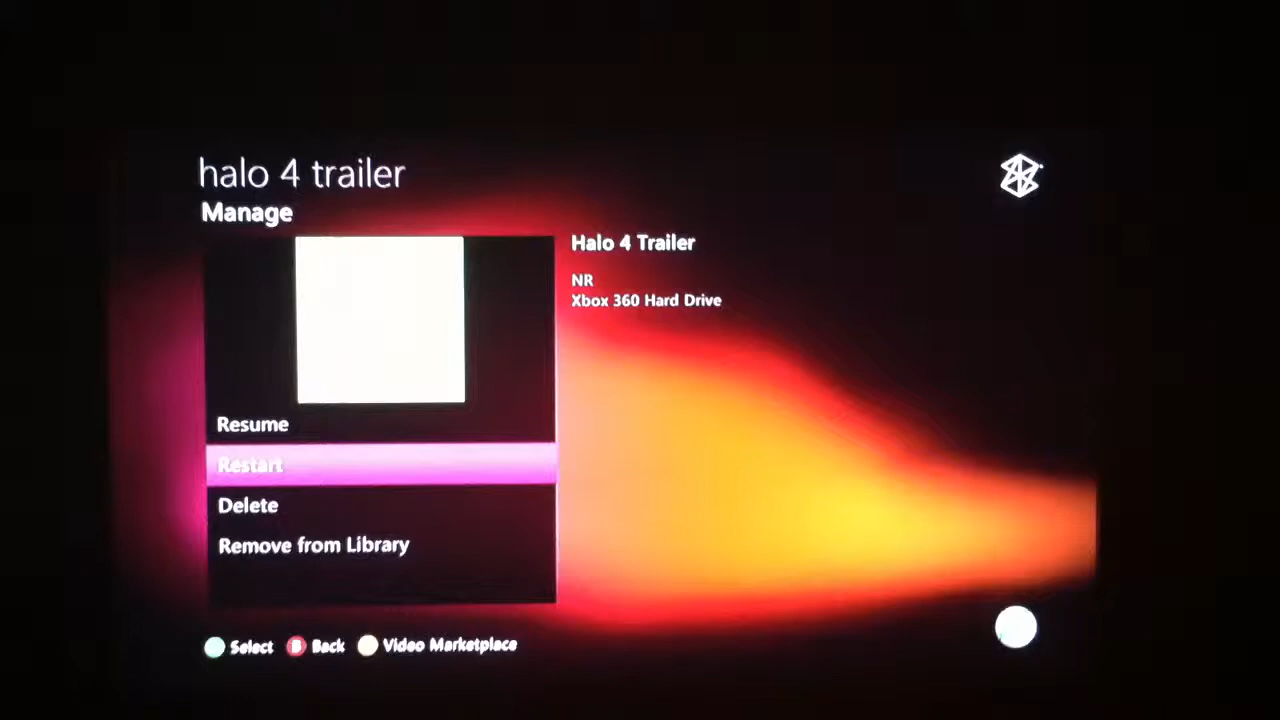 halo 4 trailer
Manage
Halo 4 Trailer
NR
Xbox 360 Hard Drive
Resume
Restart
Delete
Remove from Library
Select B Back Video Marketplace